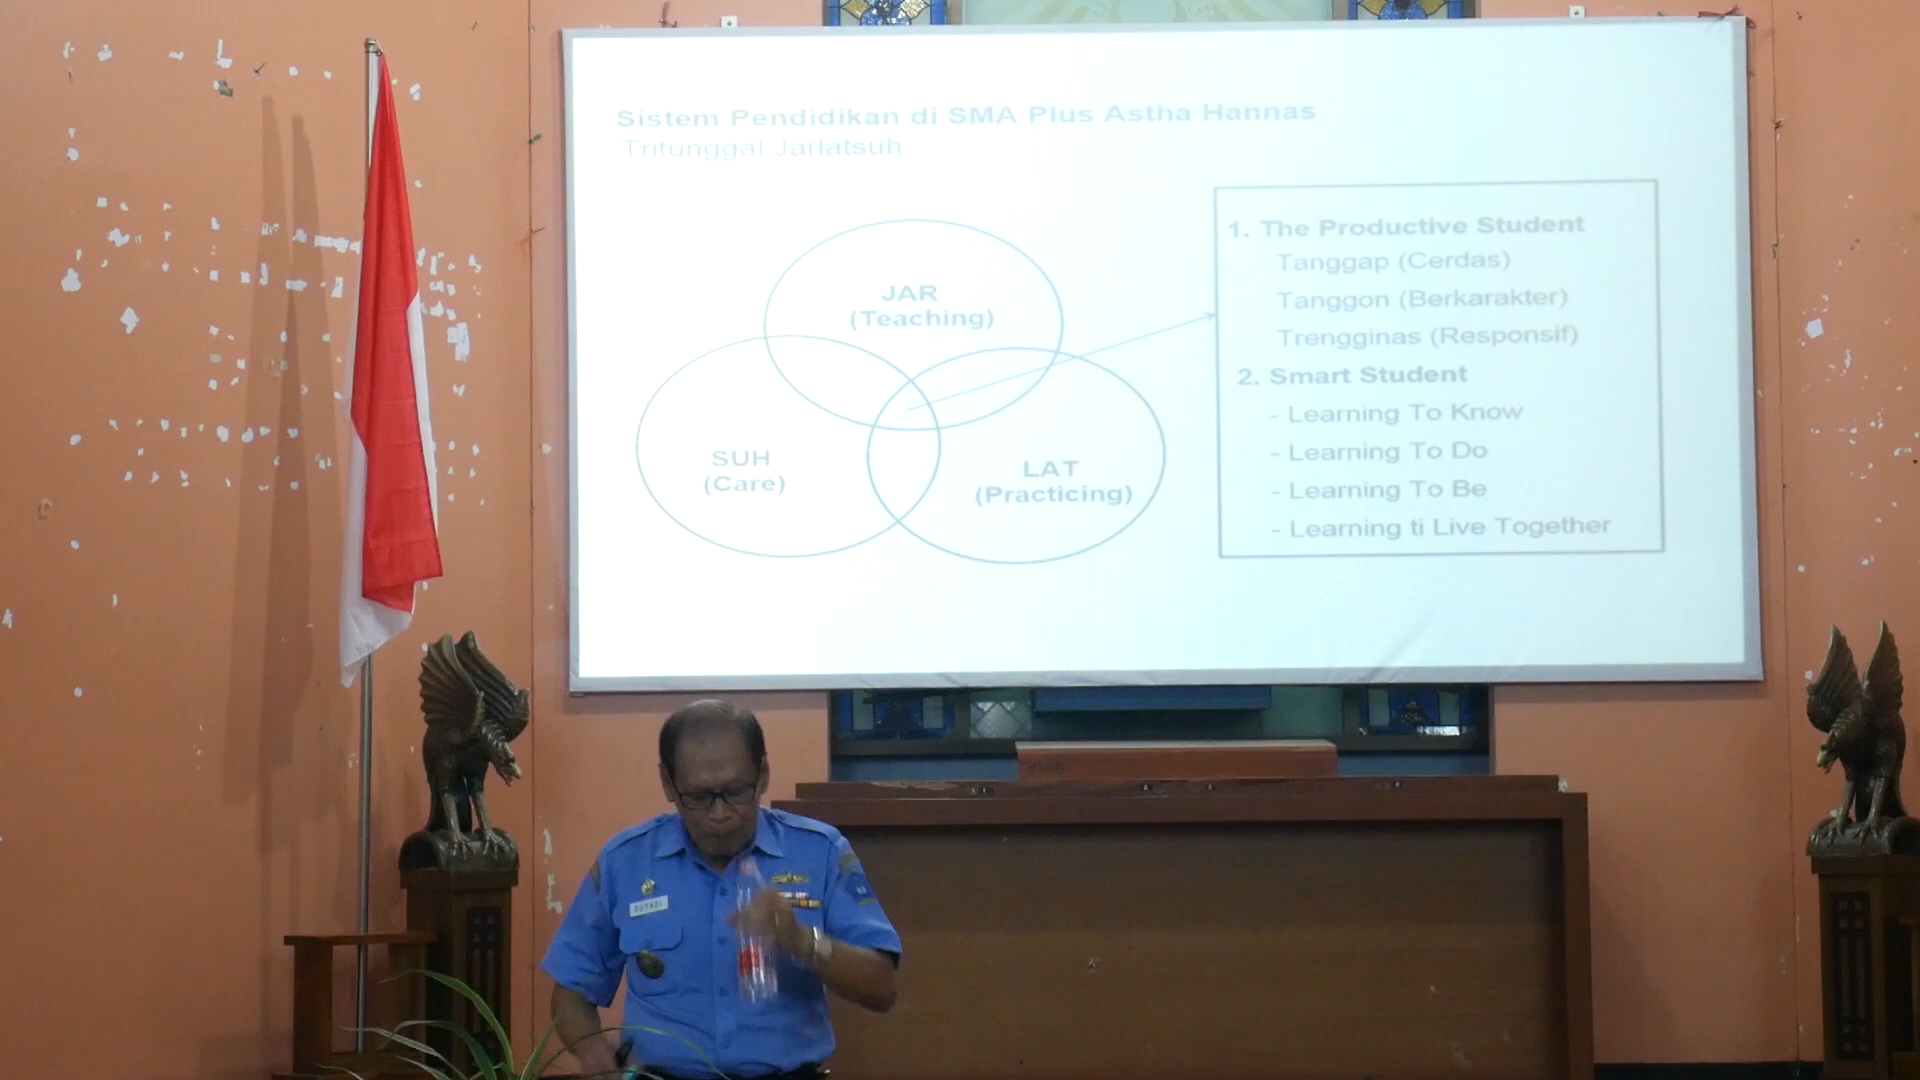 Sistem Pendidikan di SMA Plus Astha Hannas
Tritunggal Jarlatsuh
JAR
(Teaching)
SUH
(Care)
LAT
(Practicing)
1. The Productive Student
Tanggap (Cerdas)
Tanggon (Berkarakter)
Trengginas (Responsif)
2. Smart Student
- Learning To Know
- Learning To Do
- Learning To Be
- Learning ti Live Together